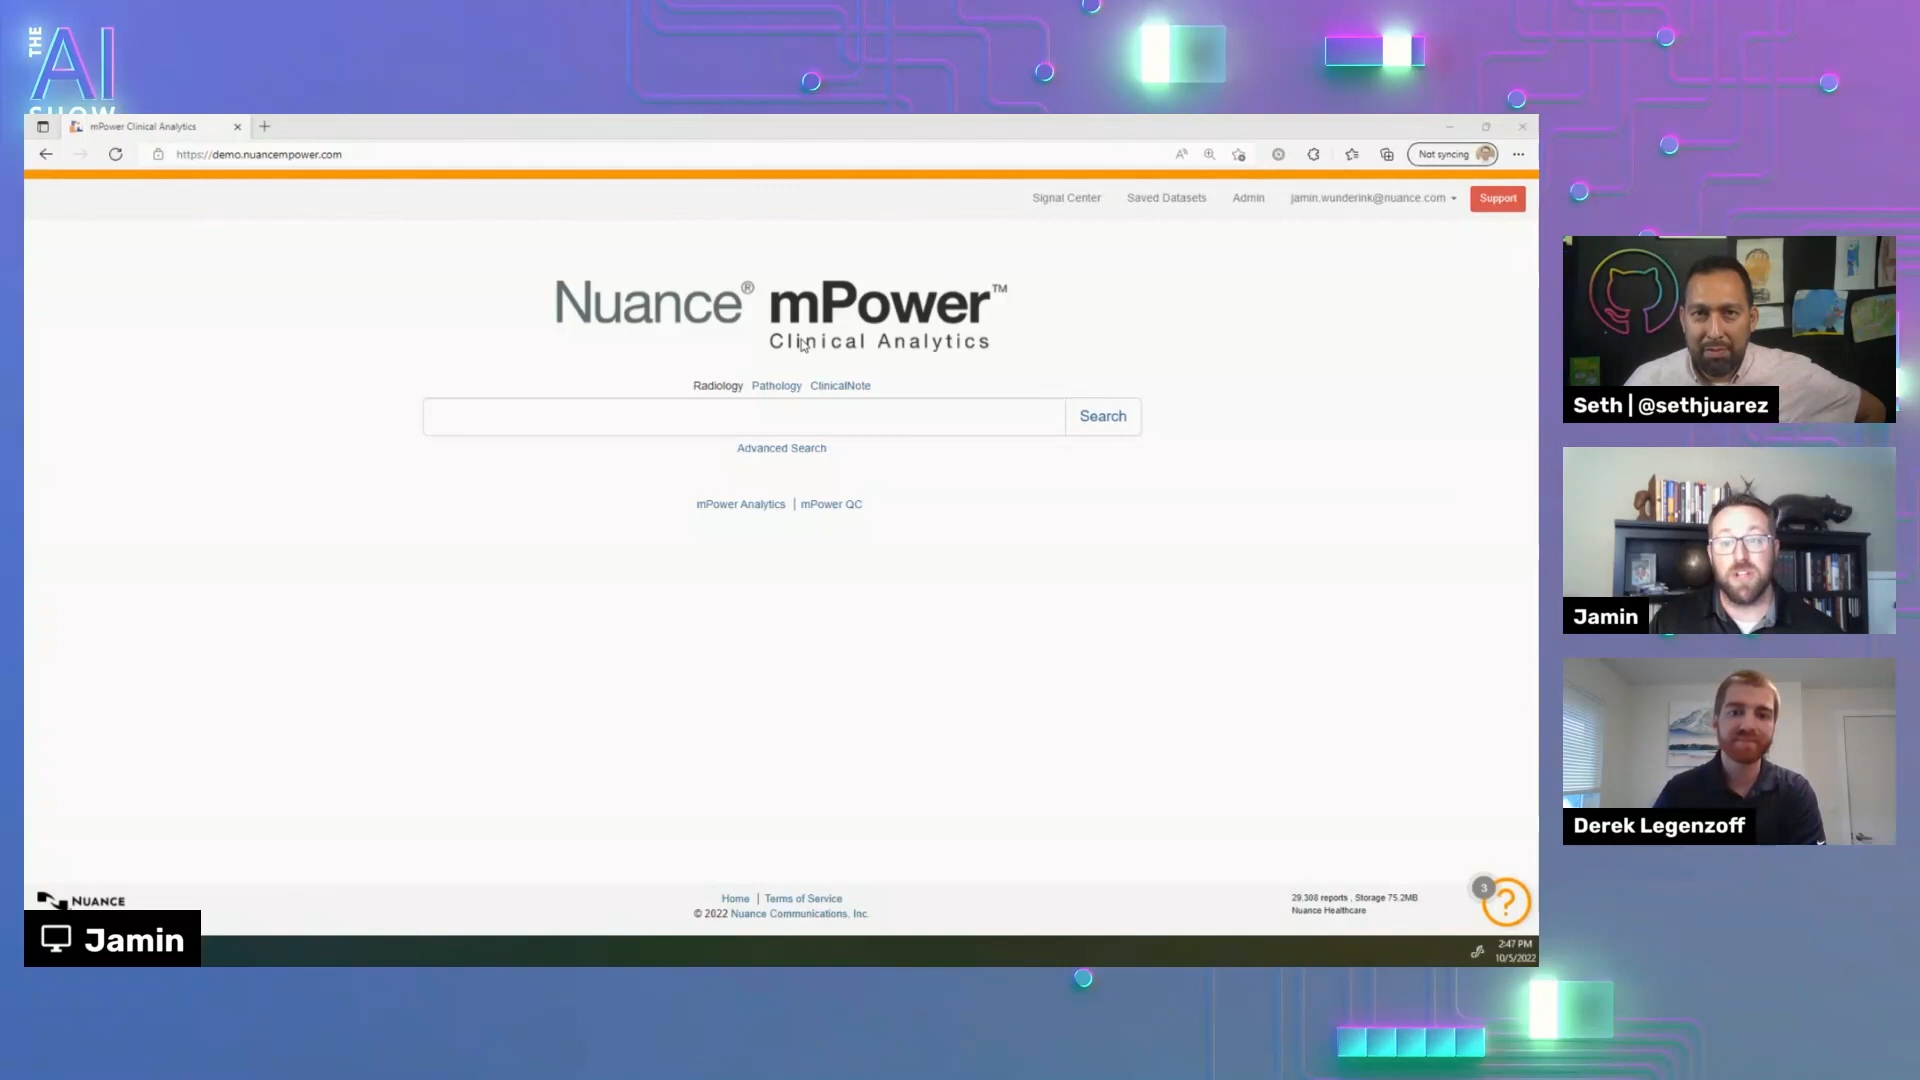 THE
AI
SHOW
mPower Clinical Analytics
https://demo.nuancempower.com
Not syncing
Signal Center
Saved Datasets
Admin
jamin.wunderink@nuance.com
Support
Nuance® mPower™
Clinical Analytics
Radiology Pathology ClinicalNote
Search
Advanced Search
mPower Analytics | mPower QC
NUANCE
Home | Terms of Service
© 2022 Nuance Communications, Inc.
29,308 reports , Storage 75.2MB
Nuance Healthcare
3
?
2:47 PM
10/5/2022
Jamin
Seth | @sethjuarez
Jamin
Derek Legenzoff